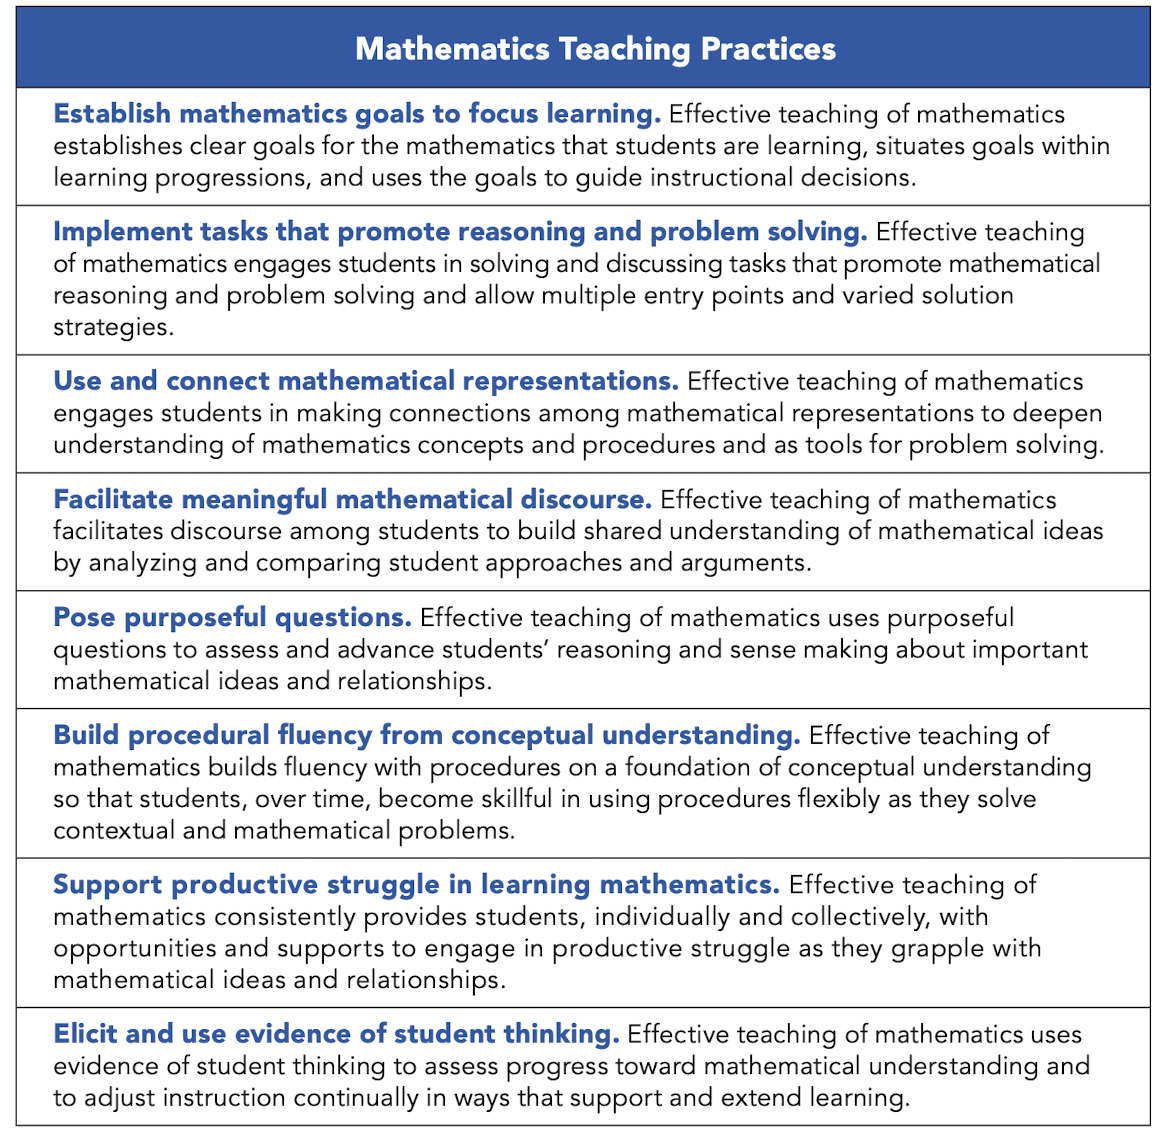 Mathematics Teaching Practices
Establish mathematics goals to focus learning. Effective teaching of mathematics
establishes clear goals for the mathematics that students are learning, situates goals within
learning progressions, and uses the goals to guide instructional decisions.
Implement tasks that promote reasoning and problem solving. Effective teaching
of mathematics engages students in solving and discussing tasks that promote mathematical
reasoning and problem solving and allow multiple entry points and varied solution
strategies.
Use and connect mathematical representations. Effective teaching of mathematics
engages students in making connections among mathematical representations to deepen
understanding of mathematics concepts and procedures and as tools for problem solving.
Facilitate meaningful mathematical discourse. Effective teaching of mathematics
facilitates discourse among students to build shared understanding of mathematical ideas
by analyzing and comparing student approaches and arguments.
Pose purposeful questions. Effective teaching of mathematics uses purposeful
questions to assess and advance students’ reasoning and sense making about important
mathematical ideas and relationships.
Build procedural fluency from conceptual understanding. Effective teaching of
mathematics builds fluency with procedures on a foundation of conceptual understanding
so that students, over time, become skillful in using procedures flexibly as they solve
contextual and mathematical problems.
Support productive struggle in learning mathematics. Effective teaching of
mathematics consistently provides students, individually and collectively, with
opportunities and supports to engage in productive struggle as they grapple with
mathematical ideas and relationships.
Elicit and use evidence of student thinking. Effective teaching of mathematics uses
evidence of student thinking to assess progress toward mathematical understanding and
to adjust instruction continually in ways that support and extend learning.